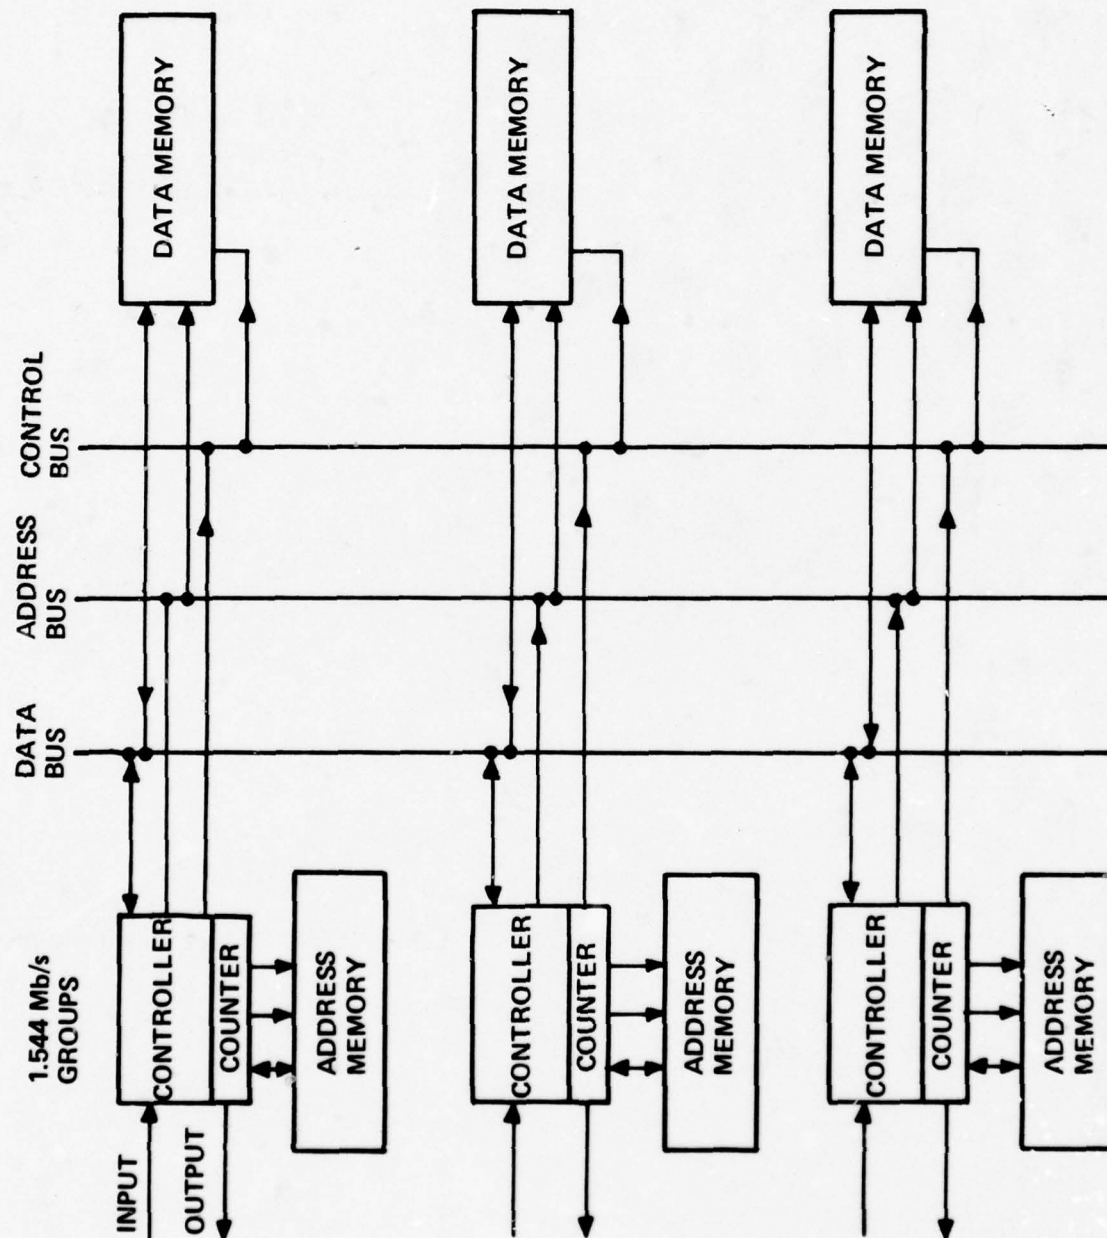 DATA MEMORY
DATA MEMORY
DATA MEMORY
CONTROL
BUS
ADDRESS
BUS
DATA
BUS
1.544 Mb/s
GROUPS
CONTROLLER
COUNTER
ADDRESS
MEMORY
CONTROLLER
COUNTER
ADDRESS
MEMORY
CONTROLLER
COUNTER
ADDRESS
MEMORY
INPUT
OUTPUT